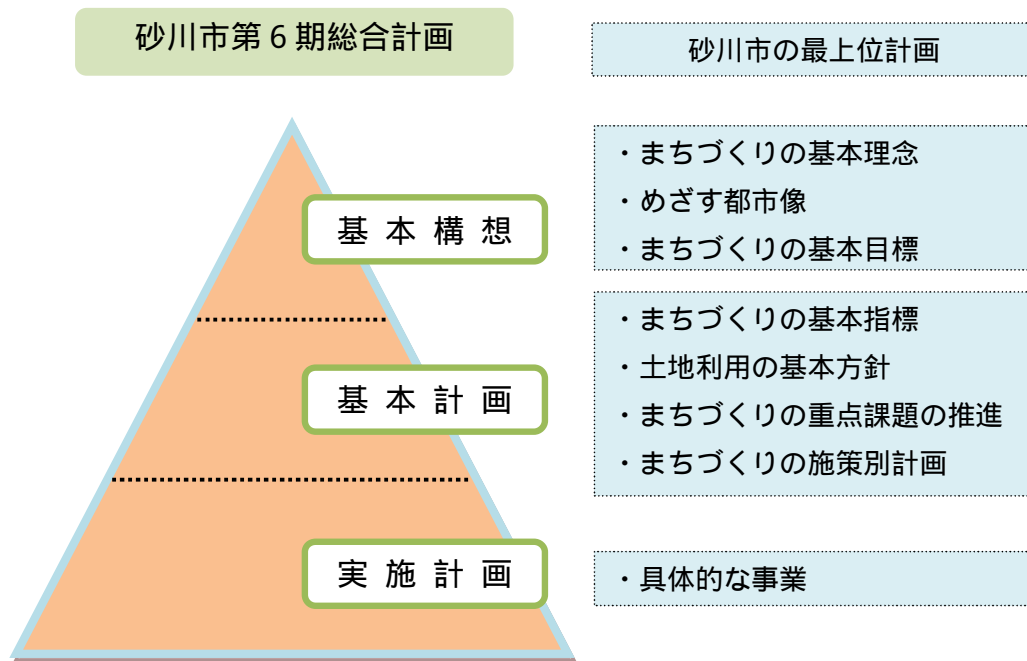 砂川市第6期総合計画
砂川市の最上位計画
基本構想
・まちづくりの基本理念
・めざす都市像
・まちづくりの基本目標
基本計画
・まちづくりの基本指標
・土地利用の基本方針
・まちづくりの重点課題の推進
・まちづくりの施策別計画
実施計画
・具体的な事業